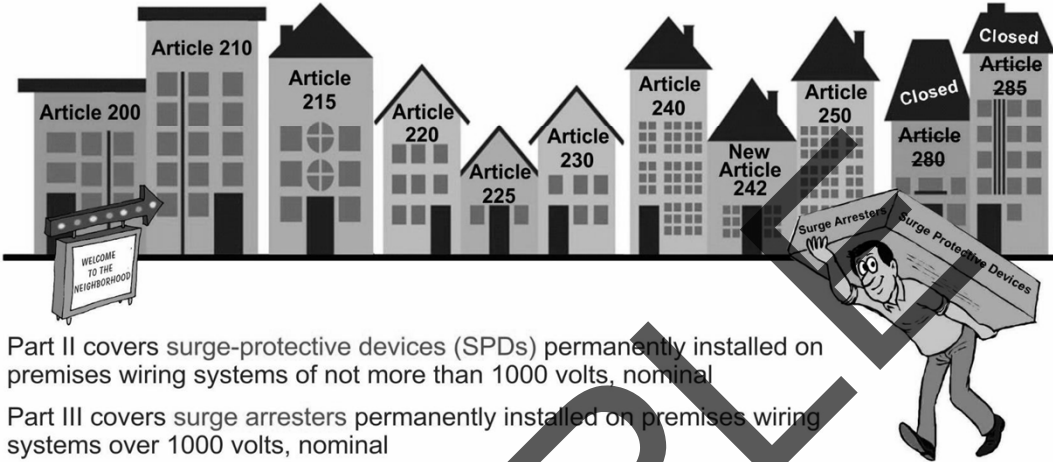 Article 200
Article 210
Article
215
Article
220
Article
225
Article
230
Article
240
New
Article
242
Article
250
Closed
Article
280
Closed
Article
285
WELCOME
TO THE
NEIGHBORHOOD
Surge Arresters
Surge Protective Devices
Part II covers surge-protective devices (SPDs) permanently installed on
premises wiring systems of not more than 1000 volts, nominal
Part III covers surge arresters permanently installed on premises wiring
systems over 1000 volts, nominal